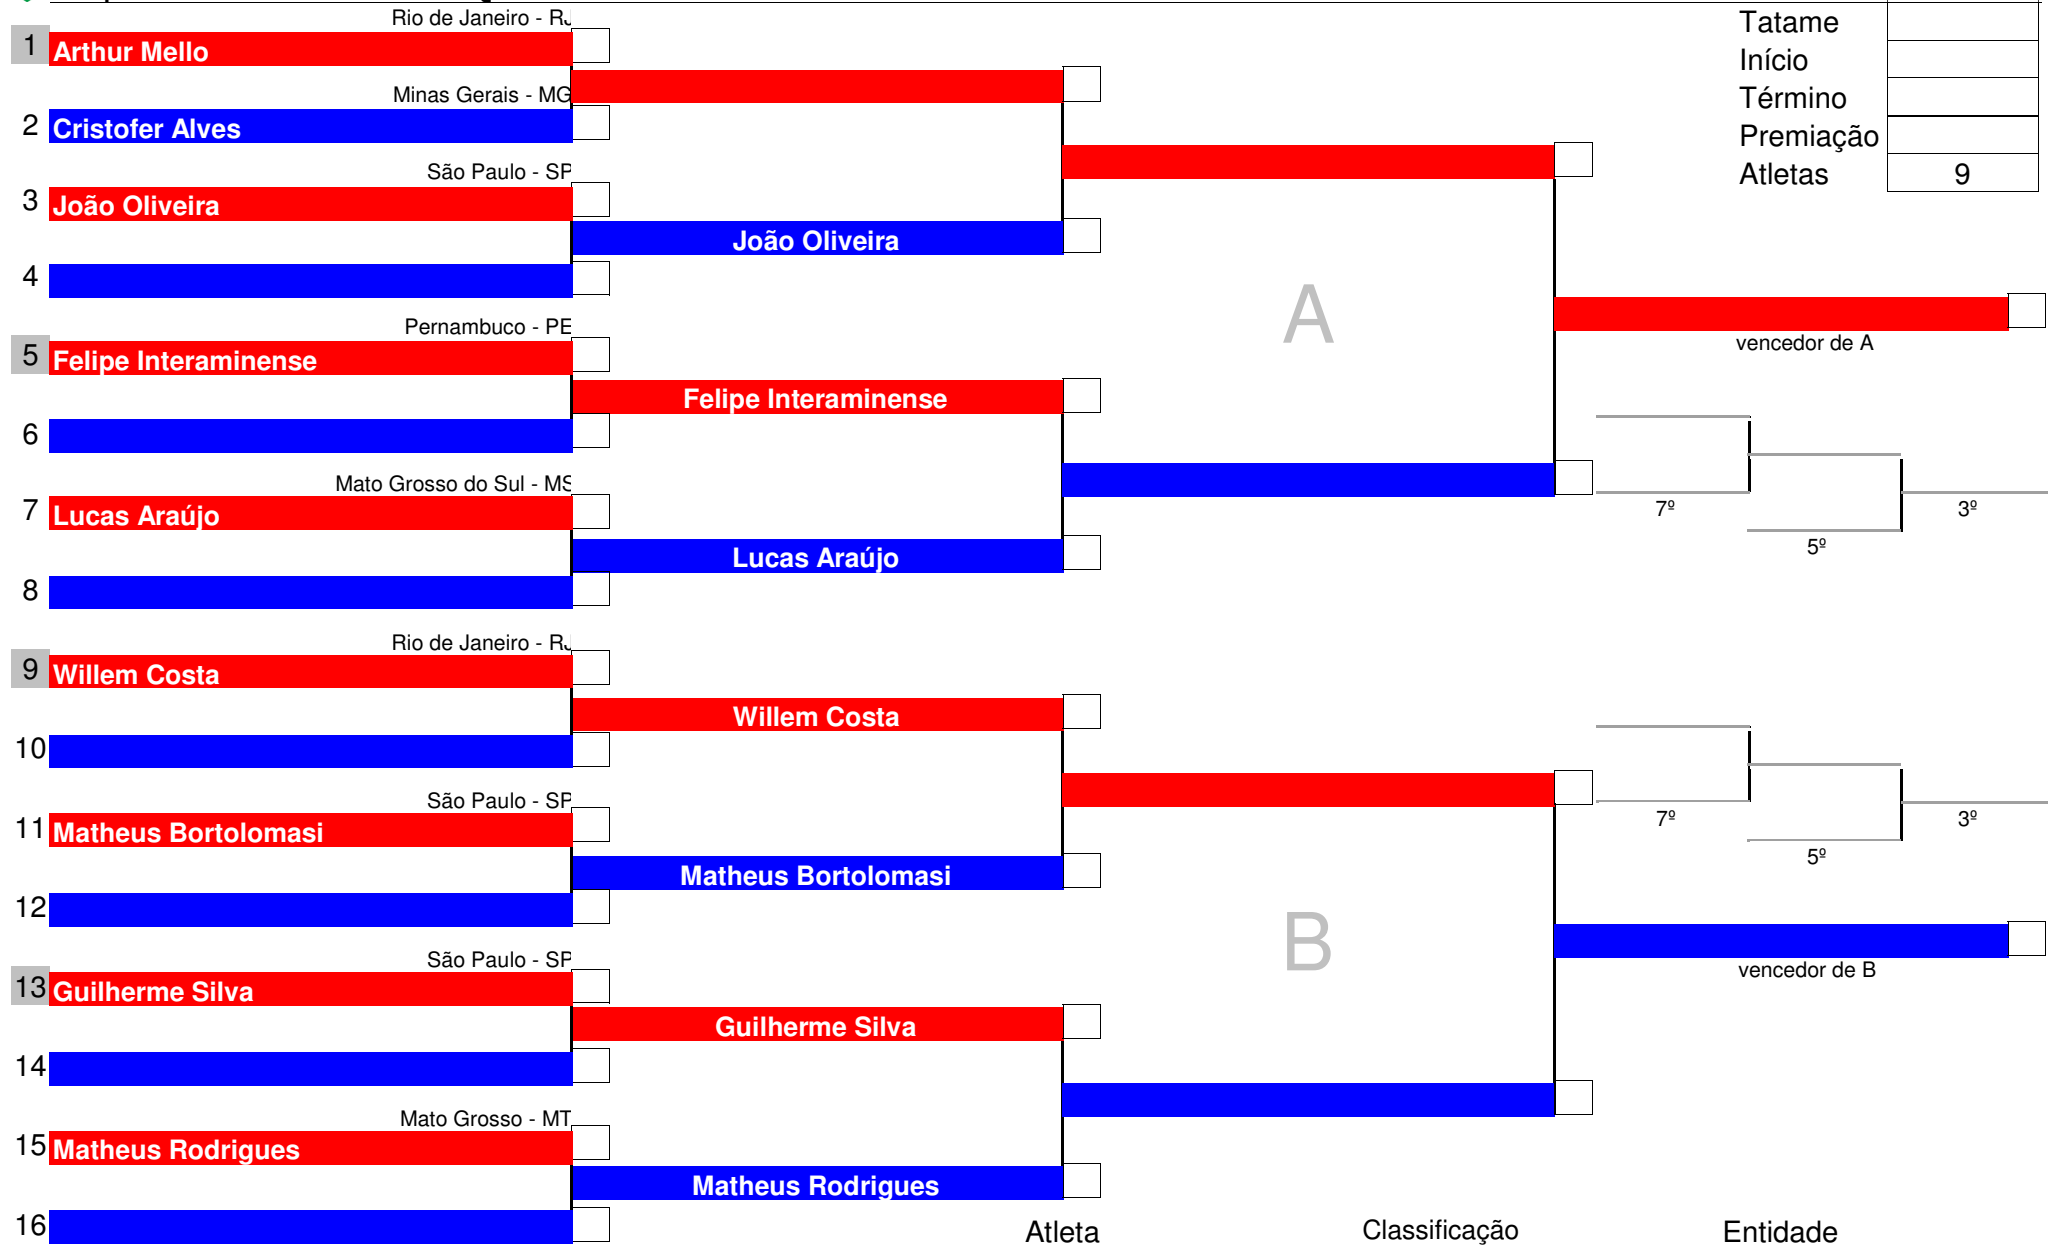 Rio de Janeiro - RJ
1 Arthur Mello
Minas Gerais - MG
2 Cristofer Alves
São Paulo - SP
3 João Oliveira
João Oliveira
4
Pernambuco - PE
5 Felipe Interaminense
Felipe Interaminense
6
Mato Grosso do Sul - MS
7 Lucas Araújo
Lucas Araújo
8
Rio de Janeiro - RJ
9 Willem Costa
Willem Costa
10
São Paulo - SP
11 Matheus Bortolomasi
Matheus Bortolomasi
12
São Paulo - SP
13 Guilherme Silva
Guilherme Silva
14
Mato Grosso - MT
15 Matheus Rodrigues
Matheus Rodrigues
16
A
B
Tatame
Início
Término
Premiação
Atletas 9
vencedor de A
7º
3º
5º
7º
3º
5º
vencedor de B
Atleta Classificação Entidade